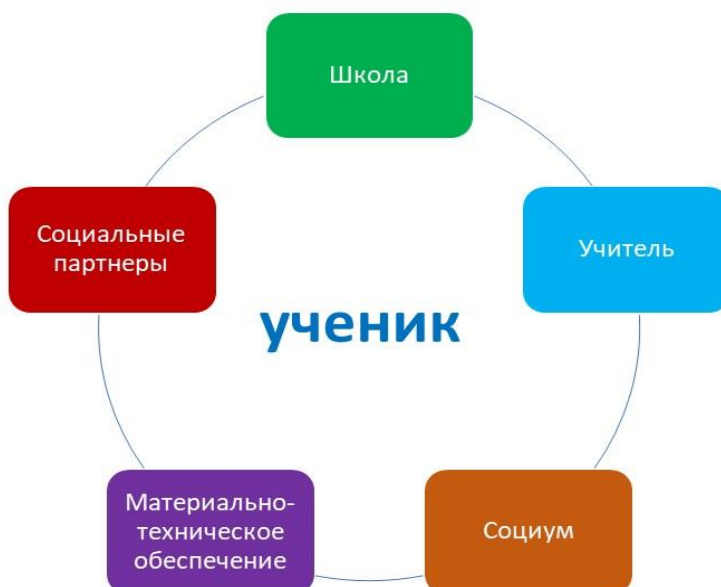 Школа
Социальные
партнеры
Учитель
ученик
Материально-
техническое
обеспечение
Социум